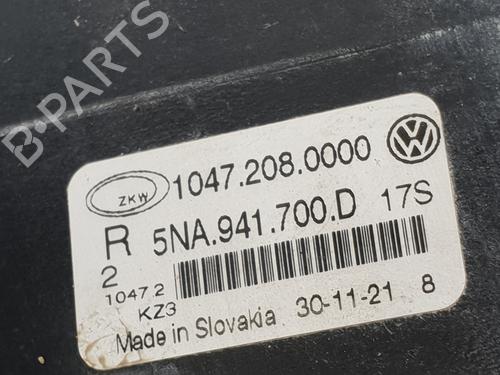 B-PARTS
ZKW 1047.208.0000
R 5NA.941.700.D 17S
2
1047 2
KZ3
Made in Slovakia 30-11-21 8